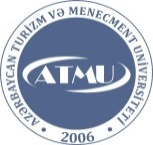 AZƏRBAYCAN TURİZM VƏ MENECMENT UNİVERSİTETİ
ATMU
• 2006 •